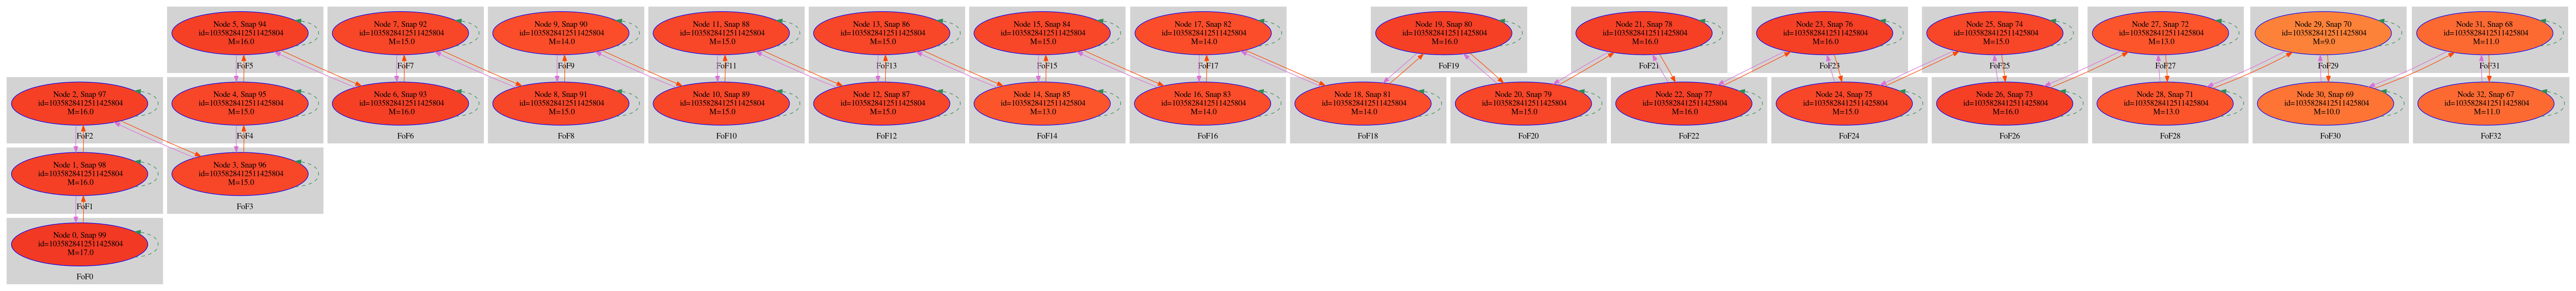 Node 5, Snap 94
id=1035828412511425804
M=16.0
FoF5
Node 7, Snap 92
id=1035828412511425804
M=15.0
FoF7
Node 9, Snap 90
id=1035828412511425804
M=14.0
FoF9
Node 11, Snap 88
id=1035828412511425804
M=15.0
FoF11
Node 13, Snap 86
id=1035828412511425804
M=15.0
FoF13
Node 15, Snap 84
id=1035828412511425804
M=15.0
FoF15
Node 17, Snap 82
id=1035828412511425804
M=14.0
FoF17
Node 19, Snap 80
id=1035828412511425804
M=16.0
FoF19
Node 21, Snap 78
id=1035828412511425804
M=16.0
FoF21
Node 23, Snap 76
id=1035828412511425804
M=16.0
FoF23
Node 25, Snap 74
id=1035828412511425804
M=15.0
FoF25
Node 27, Snap 72
id=1035828412511425804
M=13.0
FoF27
Node 29, Snap 70
id=1035828412511425804
M=9.0
FoF29
Node 31, Snap 68
id=1035828412511425804
M=11.0
FoF31
Node 2, Snap 97
id=1035828412511425804
M=16.0
FoF2
Node 4, Snap 95
id=1035828412511425804
M=15.0
FoF4
Node 6, Snap 93
id=1035828412511425804
M=16.0
FoF6
Node 8, Snap 91
id=1035828412511425804
M=15.0
FoF8
Node 10, Snap 89
id=1035828412511425804
M=15.0
FoF10
Node 12, Snap 87
id=1035828412511425804
M=15.0
FoF12
Node 14, Snap 85
id=1035828412511425804
M=13.0
FoF14
Node 16, Snap 83
id=1035828412511425804
M=14.0
FoF16
Node 18, Snap 81
id=1035828412511425804
M=14.0
FoF18
Node 20, Snap 79
id=1035828412511425804
M=15.0
FoF20
Node 22, Snap 77
id=1035828412511425804
M=16.0
FoF22
Node 24, Snap 75
id=1035828412511425804
M=15.0
FoF24
Node 26, Snap 73
id=1035828412511425804
M=16.0
FoF26
Node 28, Snap 71
id=1035828412511425804
M=13.0
FoF28
Node 30, Snap 69
id=1035828412511425804
M=10.0
FoF30
Node 32, Snap 67
id=1035828412511425804
M=11.0
FoF32
Node 1, Snap 98
id=1035828412511425804
M=16.0
FoF1
Node 3, Snap 96
id=1035828412511425804
M=15.0
FoF3
Node 0, Snap 99
id=1035828412511425804
M=17.0
FoF0